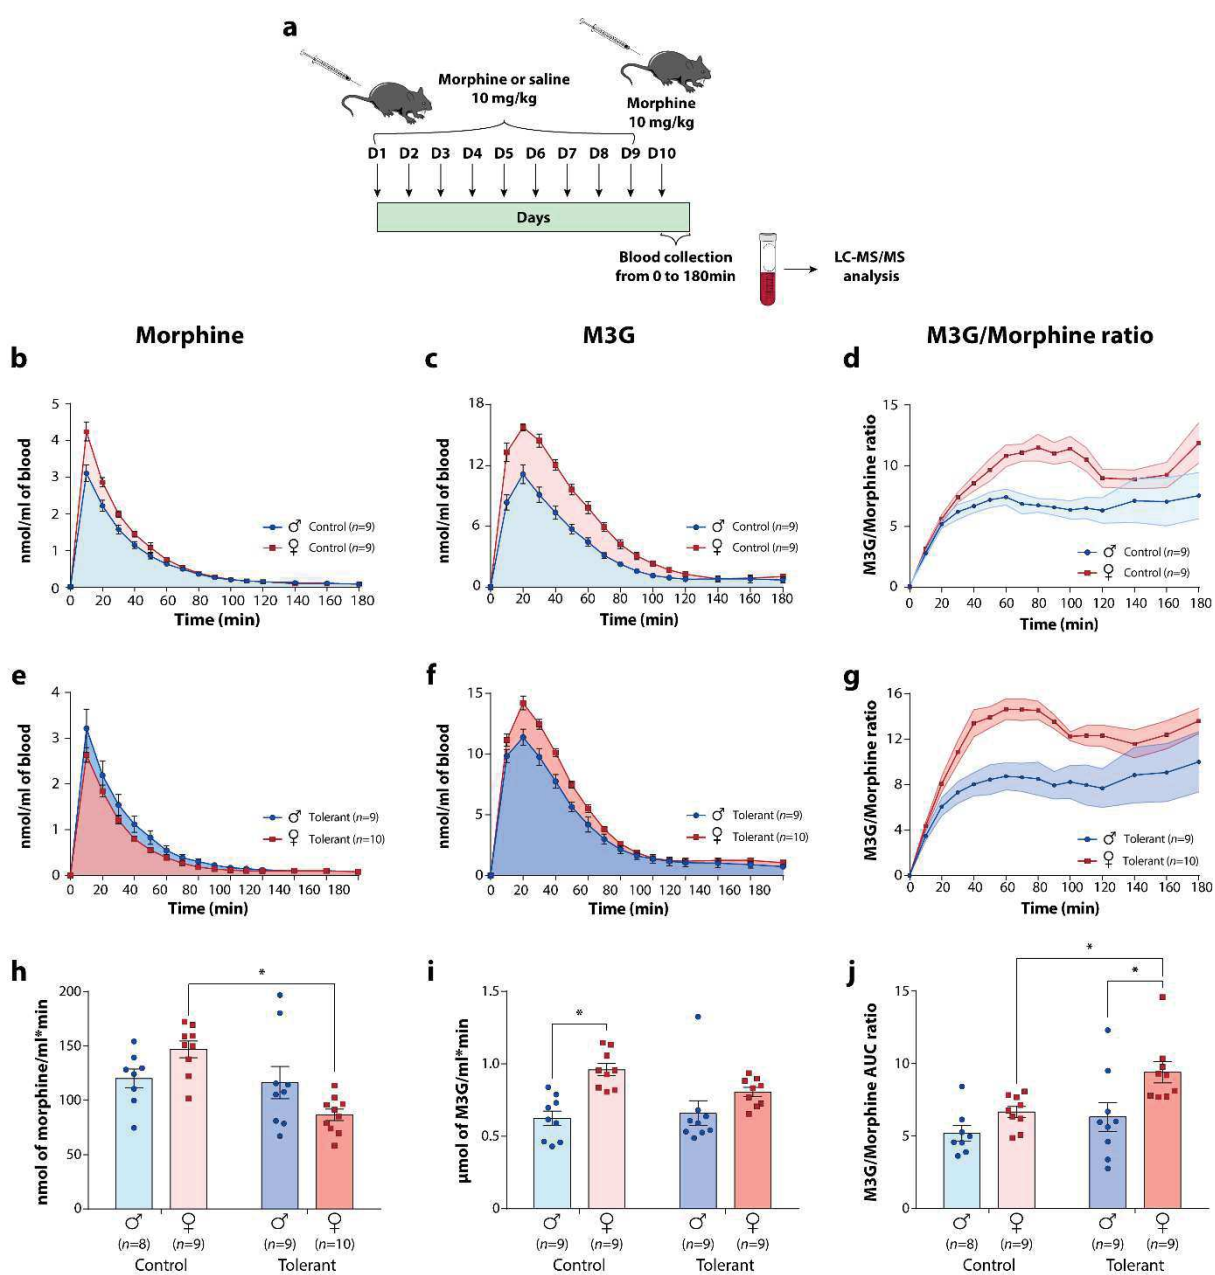 a
Morphine or saline
10 mg/kg
Morphine
10 mg/kg
D1 D2 D3 D4 D5 D6 D7 D8 D9 D10
Days
Blood collection
from 0 to 180min
LC-MS/MS
analysis
Morphine
M3G
M3G/Morphine ratio
b
nmol/ml of blood
5
4
3
2
1
0
♂ Control (n=9)
♀ Control (n=9)
0 20 40 60 80 100 120 140 160 180
Time (min)
c
nmol/ml of blood
18
12
6
0
♂ Control (n=9)
♀ Control (n=9)
0 20 40 60 80 100 120 140 160 180
Time (min)
d
M3G/Morphine ratio
15
10
5
0
♂ Control (n=9)
♀ Control (n=9)
0 20 40 60 80 100 120 140 160 180
Time (min)
e
nmol/ml of blood
4
3
2
1
0
♂ Tolerant (n=9)
♀ Tolerant (n=10)
0 20 40 60 80 100 120 140 160 180
Time (min)
f
nmol/ml of blood
15
10
5
0
♂ Tolerant (n=9)
♀ Tolerant (n=10)
0 20 40 60 80 100 120 140 160 180
Time (min)
g
M3G/Morphine ratio
16
12
8
4
0
♂ Tolerant (n=9)
♀ Tolerant (n=10)
0 20 40 60 80 100 120 140 160 180
Time (min)
h
nmol of morphine/ml*min
200
150
100
50
0
*
♂ ♀ ♂ ♀
(n=8) (n=9) (n=9) (n=10)
Control Tolerant
i
µmol of M3G/ml*min
1.5
1.0
0.5
0
*
♂ ♀ ♂ ♀
(n=9) (n=9) (n=9) (n=9)
Control Tolerant
j
M3G/Morphine AUC ratio
15
10
5
0
*
*
♂ ♀ ♂ ♀
(n=8) (n=9) (n=9) (n=9)
Control Tolerant